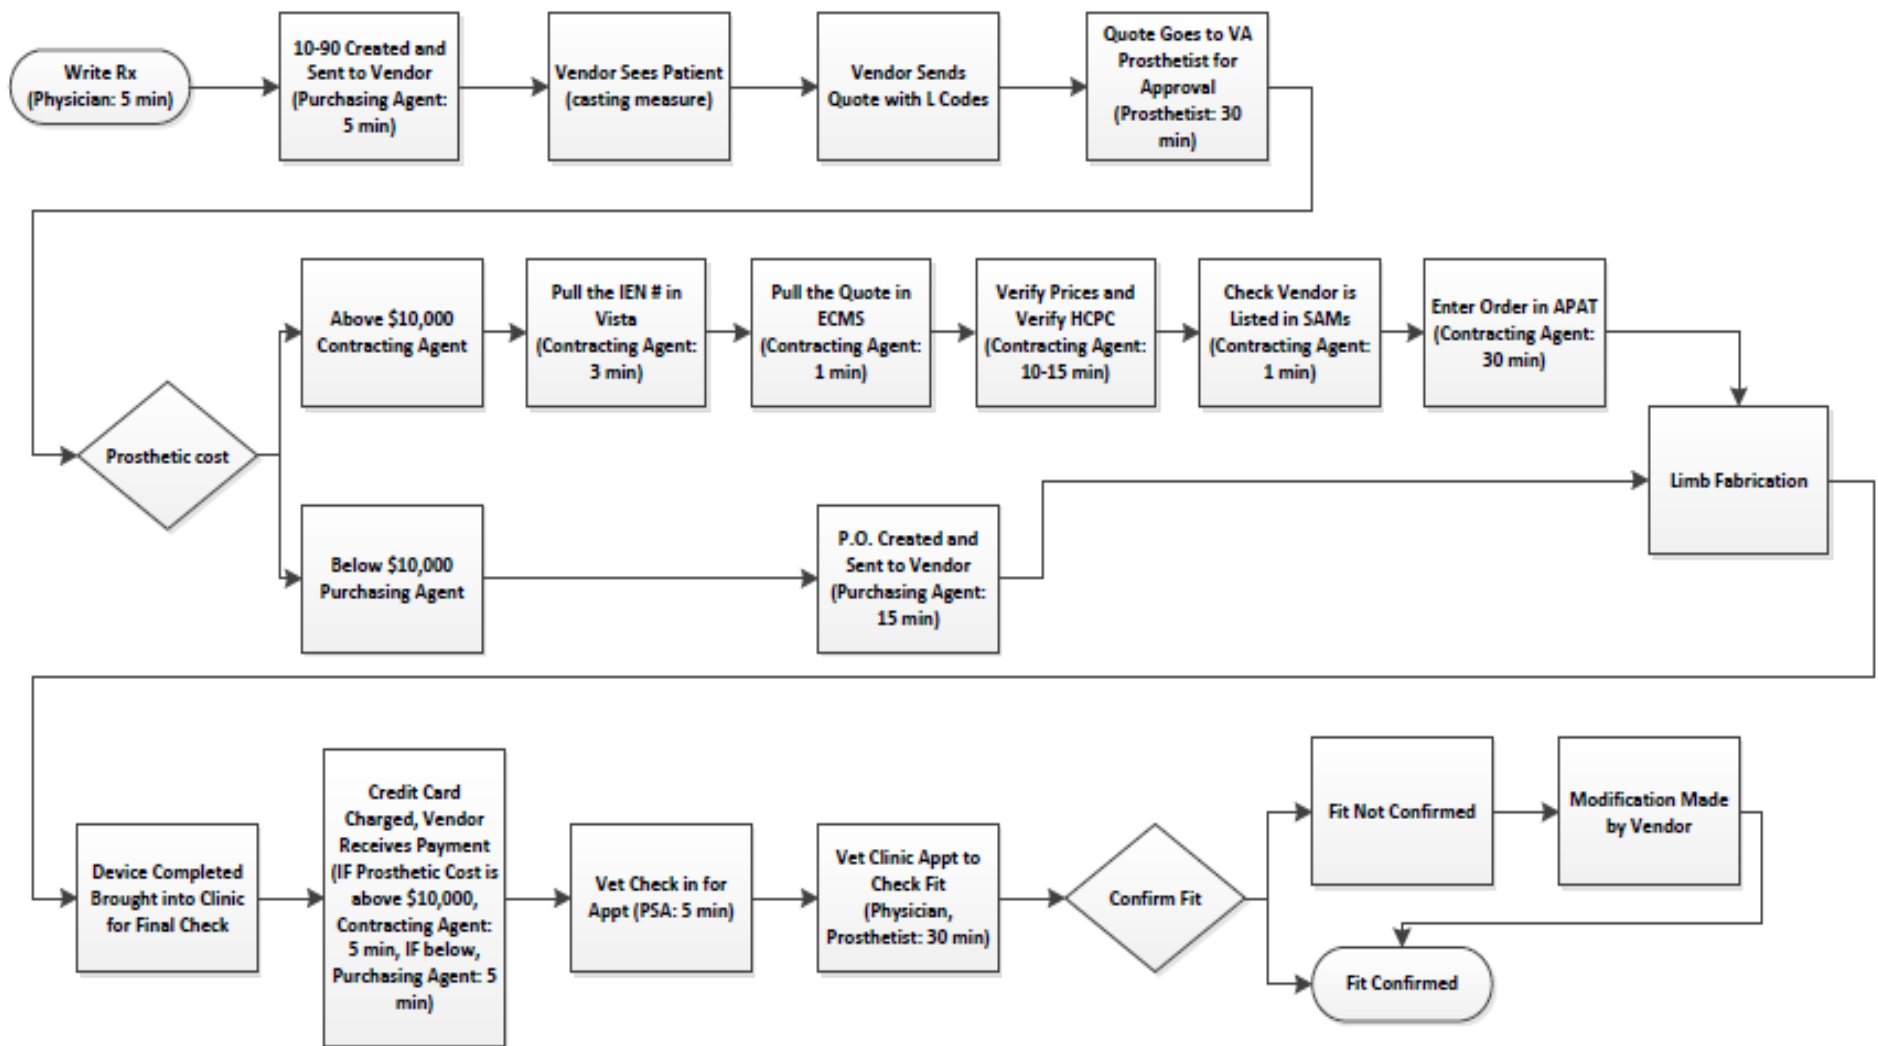 Write Rx
(Physician: 5 min)
10-90 Created and
Sent to Vendor
(Purchasing Agent:
5 min)
Vendor Sees Patient
(casting measure)
Vendor Sends
Quote with L Codes
Quote Goes to VA
Prosthetist for
Approval
(Prosthetist: 30
min)
Prosthetic cost
Above $10,000
Contracting Agent
Pull the IEN # in
Vista
(Contracting Agent:
3 min)
Pull the Quote in
ECMS
(Contracting Agent:
1 min)
Verify Prices and
Verify HCPC
(Contracting Agent:
10-15 min)
Check Vendor is
Listed in SAMs
(Contracting Agent:
1 min)
Enter Order in APAT
(Contracting Agent:
30 min)
Below $10,000
Purchasing Agent
P.O. Created and
Sent to Vendor
(Purchasing Agent:
15 min)
Limb Fabrication
Device Completed
Brought into Clinic
for Final Check
Credit Card
Charged, Vendor
Receives Payment
(IF Prosthetic Cost is
above $10,000,
Contracting Agent:
5 min, IF below,
Purchasing Agent: 5
min)
Vet Check in for
Appt (PSA: 5 min)
Vet Clinic Appt to
Check Fit
(Physician,
Prosthetist: 30 min)
Confirm Fit
Fit Not Confirmed
Modification Made
by Vendor
Fit Confirmed